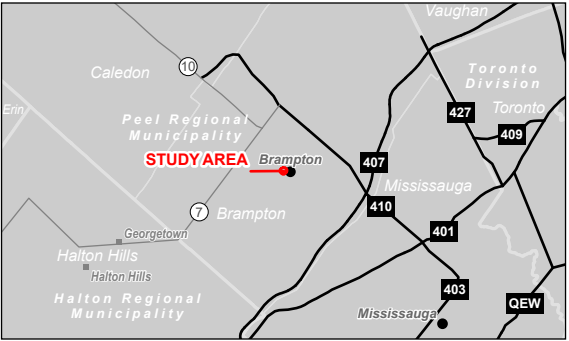 Vaughan
10
Caledon
Toronto
Division
Erin
427
Toronto
Peel Regional
Municipality
409
STUDY AREA
Brampton
407
Mississauga
410
7
Brampton
401
Georgetown
Halton Hills
Halton Hills
403
Halton Regional
Municipality
QEW
Mississauga